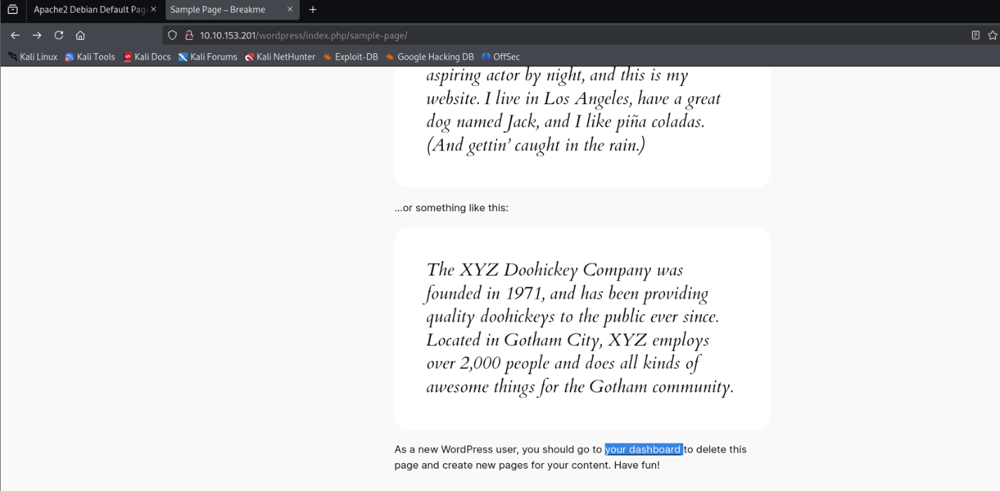 Apache2 Debian Default Pag
Sample Page – Breakme
10.10.153.201/wordpress/index.php/sample-page/
Kali Linux
Kali Tools
Kali Docs
Kali Forums
Kali NetHunter
Exploit-DB
Google Hacking DB
OffSec
aspiring actor by night, and this is my
website. I live in Los Angeles, have a great
dog named Jack, and I like piña coladas.
(And gettin’ caught in the rain.)
...or something like this:
The XYZ Doohickey Company was
founded in 1971, and has been providing
quality doohickeys to the public ever since.
Located in Gotham City, XYZ employs
over 2,000 people and does all kinds of
awesome things for the Gotham community.
As a new WordPress user, you should go to your dashboard to delete this
page and create new pages for your content. Have fun!